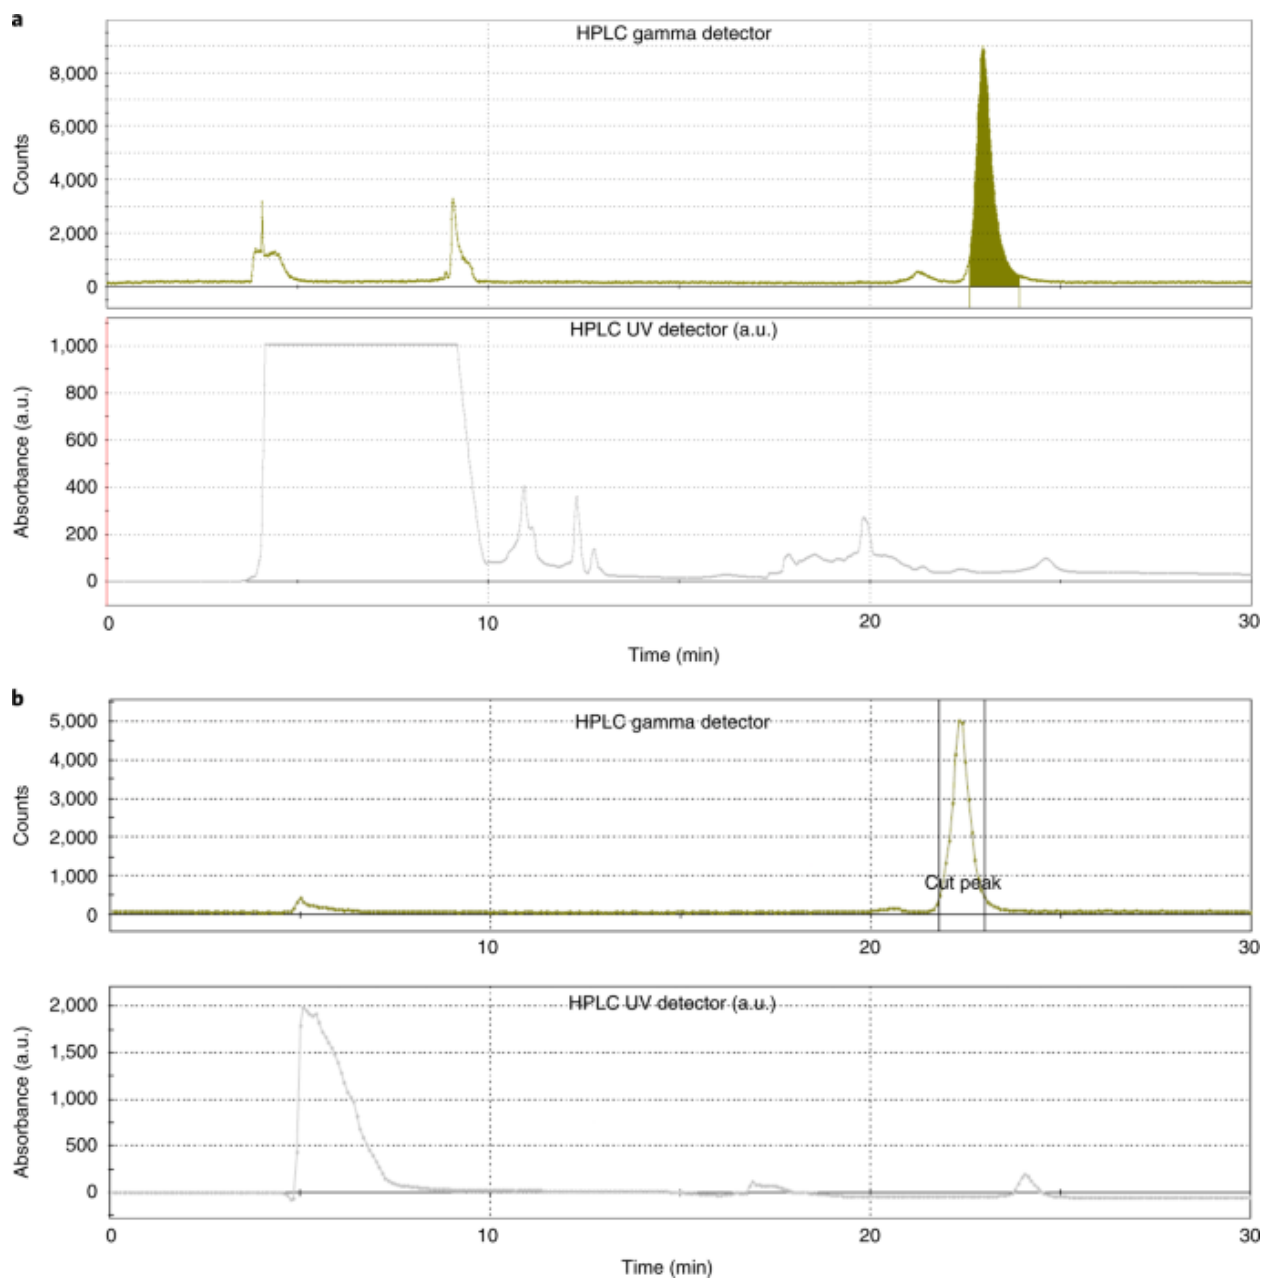 a
HPLC gamma detector
Counts
8,000
6,000
4,000
2,000
0
HPLC UV detector (a.u.)
Absorbance (a.u.)
1,000
800
600
400
200
0
0 10 20 30
Time (min)
b
HPLC gamma detector
Counts
5,000
4,000
3,000
2,000
1,000
0
Cut peak
10 20 30
HPLC UV detector (a.u.)
Absorbance (a.u.)
2,000
1,500
1,000
500
0
0 10 20 30
Time (min)